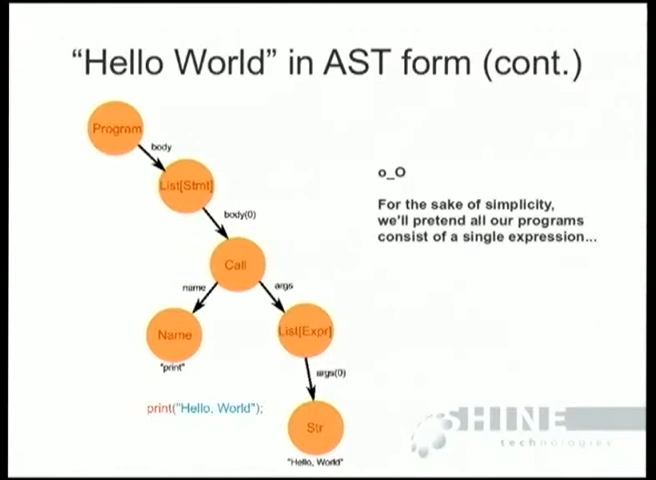 “Hello World” in AST form (cont.)
Program
body
List[Stmt]
body(0)
Call
name
args
Name
"print"
List[Expr]
args(0)
Str
"Hello, World"
print("Hello, World");
o_O
For the sake of simplicity,
we'll pretend all our programs
consist of a single expression...
SHINE
technologies